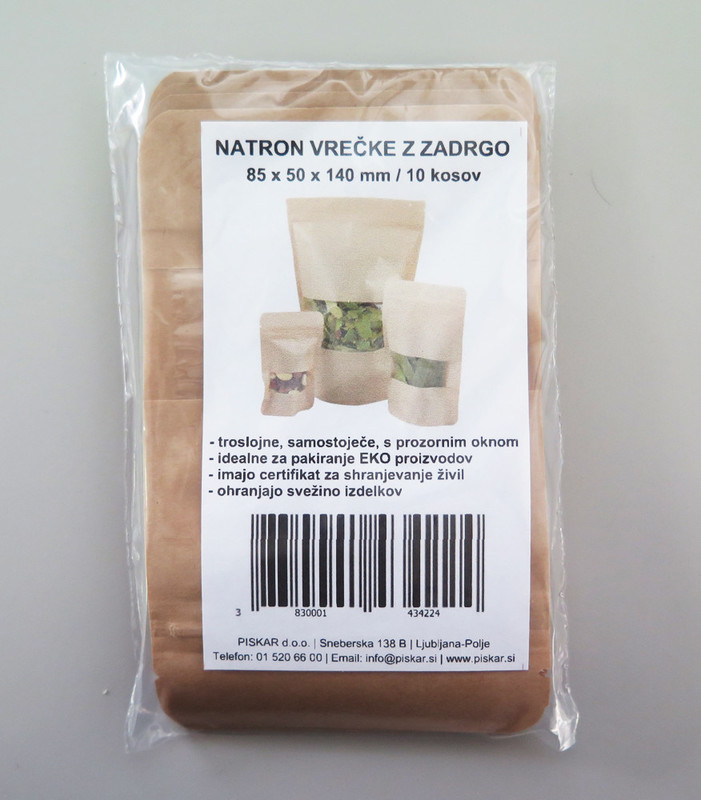 NATRON VREČKE Z ZADRGO
85 x 50 x 140 mm / 10 kosov
- troslojne, samostoječe, s prozornim oknom
- idealne za pakiranje EKO proizvodov
- imajo certifikat za shranjevanje živil
- ohranjajo svežino izdelkov
3 830001 434224
PISKAR d.o.o. | Sneberska 138 B | Ljubljana-Polje
Telefon: 01 520 66 00 | Email: info@piskar.si | www.piskar.si